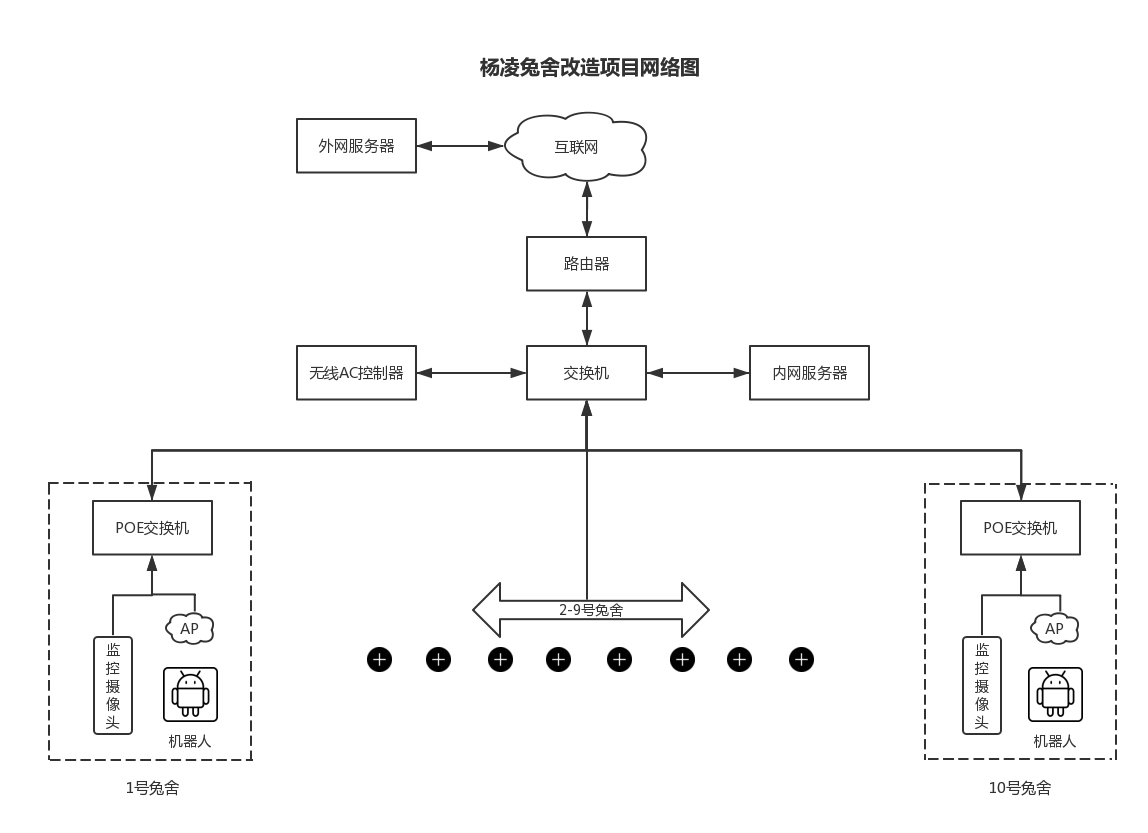 杨凌兔舍改造项目网络图
外网服务器
互联网
路由器
无线AC控制器
交换机
内网服务器
POE交换机
POE交换机
2-9号兔舍
AP
AP
监控摄像头
监控摄像头
机器人
机器人
1号兔舍
10号兔舍